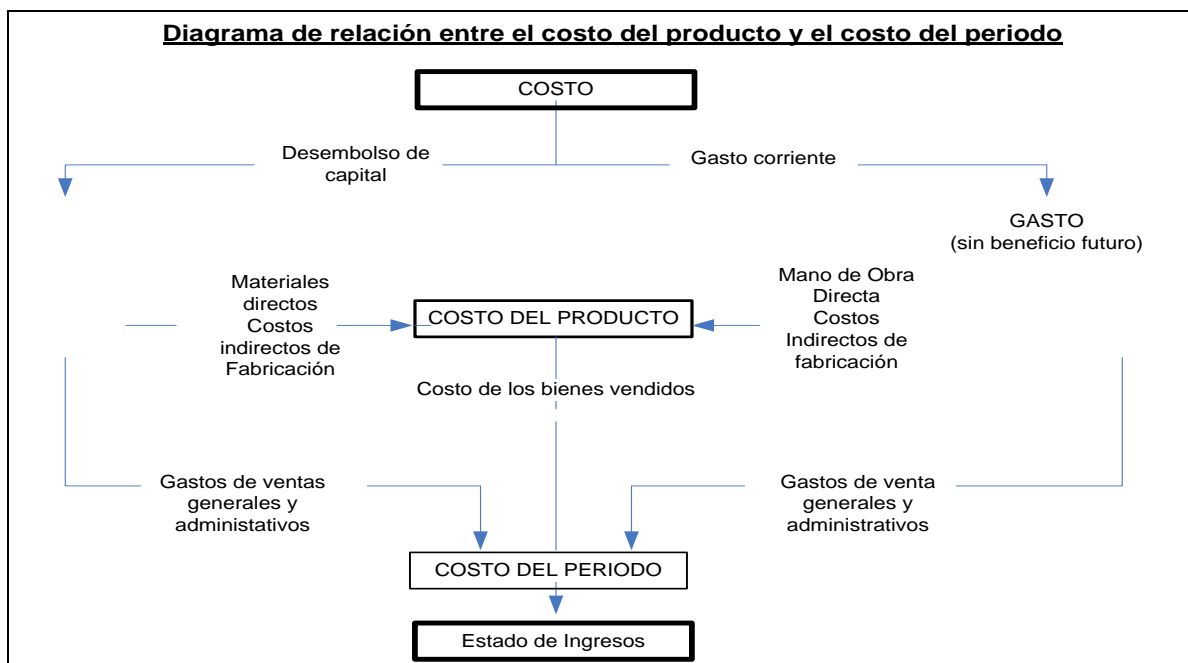 Diagrama de relación entre el costo del producto y el costo del periodo
COSTO
Desembolso de
capital
Gasto corriente
GASTO
(sin beneficio futuro)
Materiales
directos
Costos
indirectos de
Fabricación
COSTO DEL PRODUCTO
Mano de Obra
Directa
Costos
Indirectos de
fabricación
Costo de los bienes vendidos
Gastos de ventas
generales y
administativos
Gastos de venta
generales y
administrativos
COSTO DEL PERIODO
Estado de Ingresos